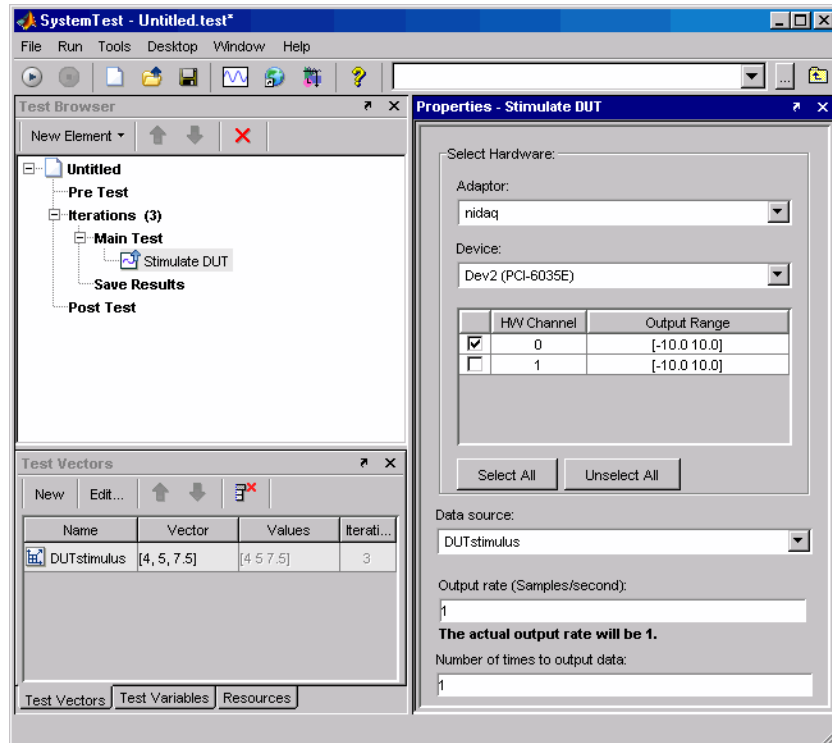 SystemTest - Untitled.test*
File Run Tools Desktop Window Help
...
Test Browser
New Element
Untitled
Pre Test
Iterations (3)
Main Test
Stimulate DUT
Save Results
Post Test
Test Vectors
New Edit...
Name Vector Values Iterati...
DUTstimulus [4, 5, 7.5] [4 5 7.5] 3
Test Vectors Test Variables Resources
Properties - Stimulate DUT
Select Hardware:
Adaptor:
nidaq
Device:
Dev2 (PCI-6035E)
HW Channel Output Range
0 [-10.0 10.0]
1 [-10.0 10.0]
Select All Unselect All
Data source:
DUTstimulus
Output rate (Samples/second):
1
The actual output rate will be 1.
Number of times to output data:
1